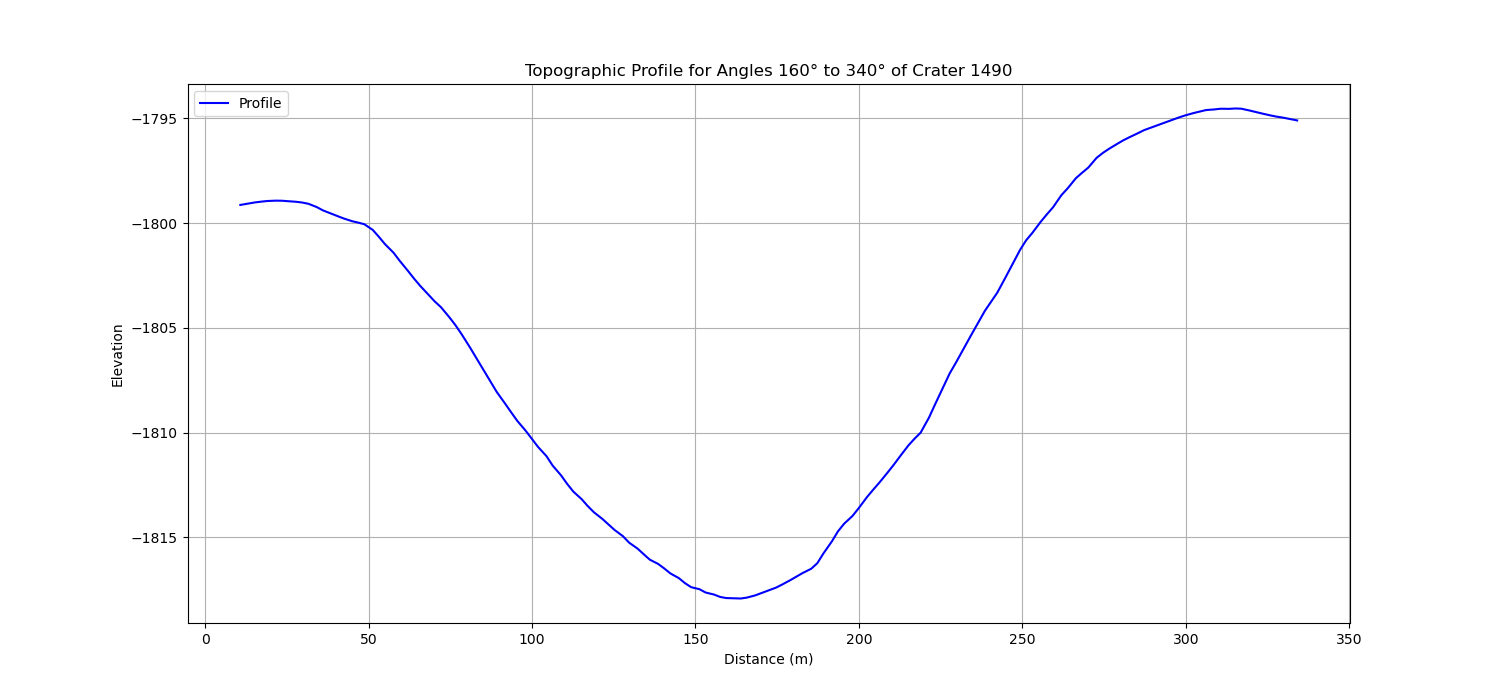 Topographic Profile for Angles 160° to 340° of Crater 1490
Profile
−1795
−1800
−1805
−1810
−1815
Elevation
0 50 100 150 200 250 300 350
Distance (m)